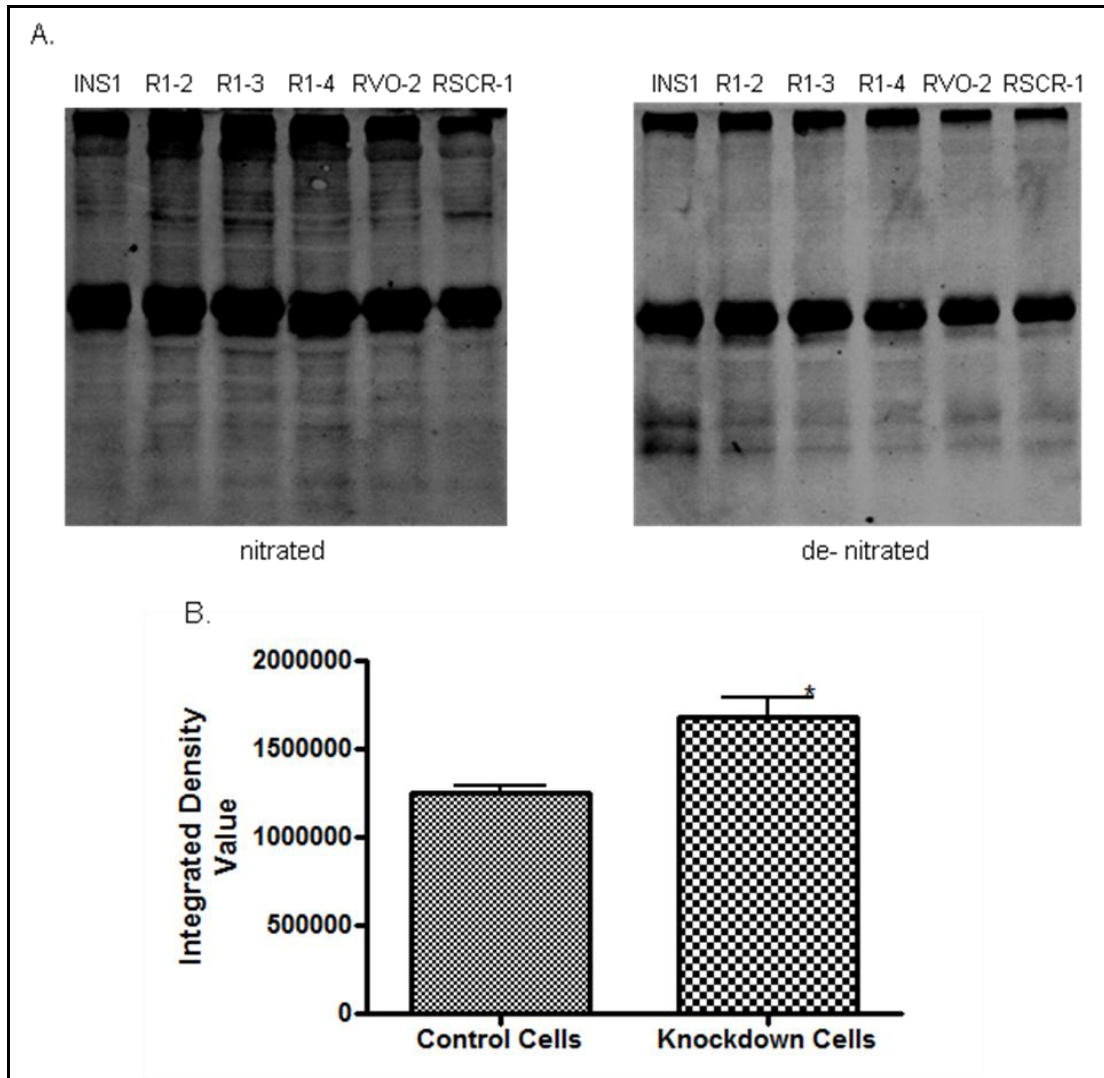 A.
INS1 R1-2 R1-3 R1-4 RVO-2 RSCR-1
INS1 R1-2 R1-3 R1-4 RVO-2 RSCR-1
nitrated
de- nitrated
B.
Integrated Density
Value
2000000
1500000
1000000
500000
0
*
Control Cells
Knockdown Cells